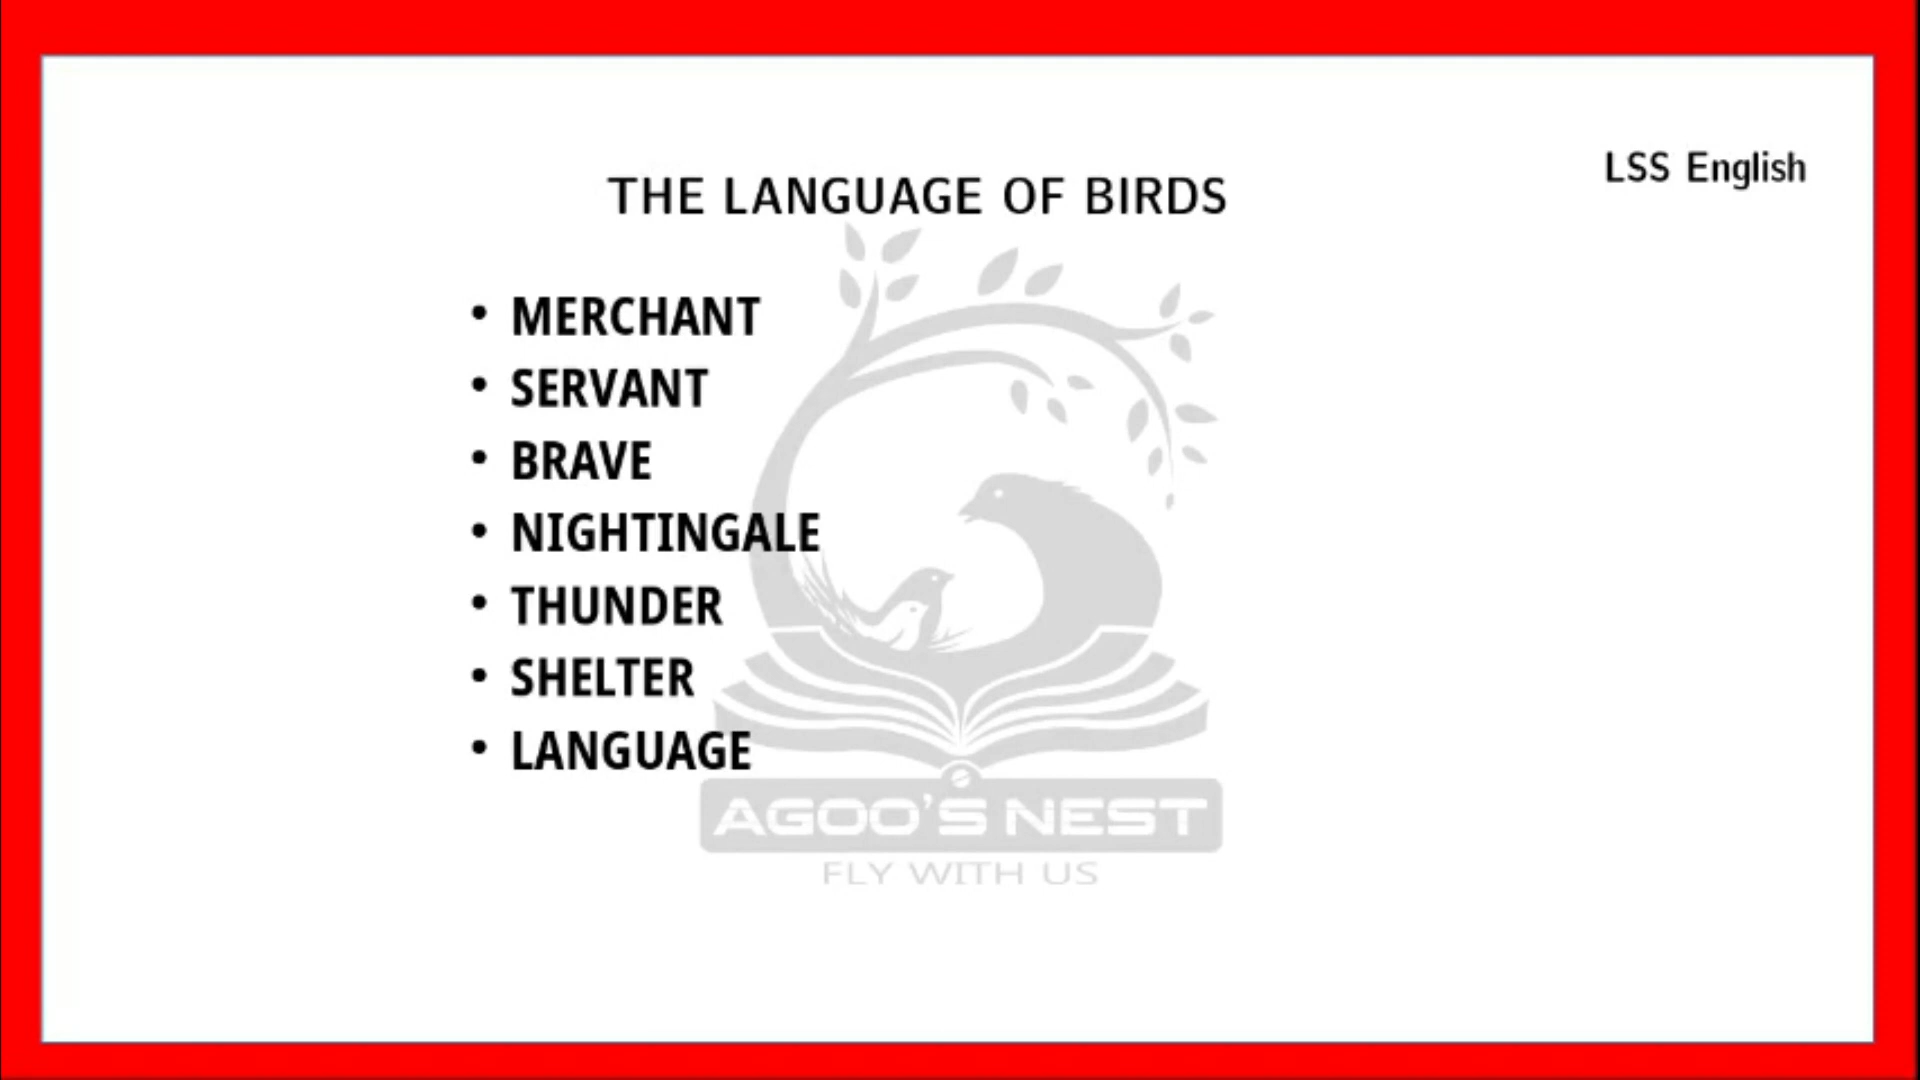 LSS English
THE LANGUAGE OF BIRDS
• MERCHANT
• SERVANT
• BRAVE
• NIGHTINGALE
• THUNDER
• SHELTER
• LANGUAGE
AGOO'S NEST
FLY WITH US